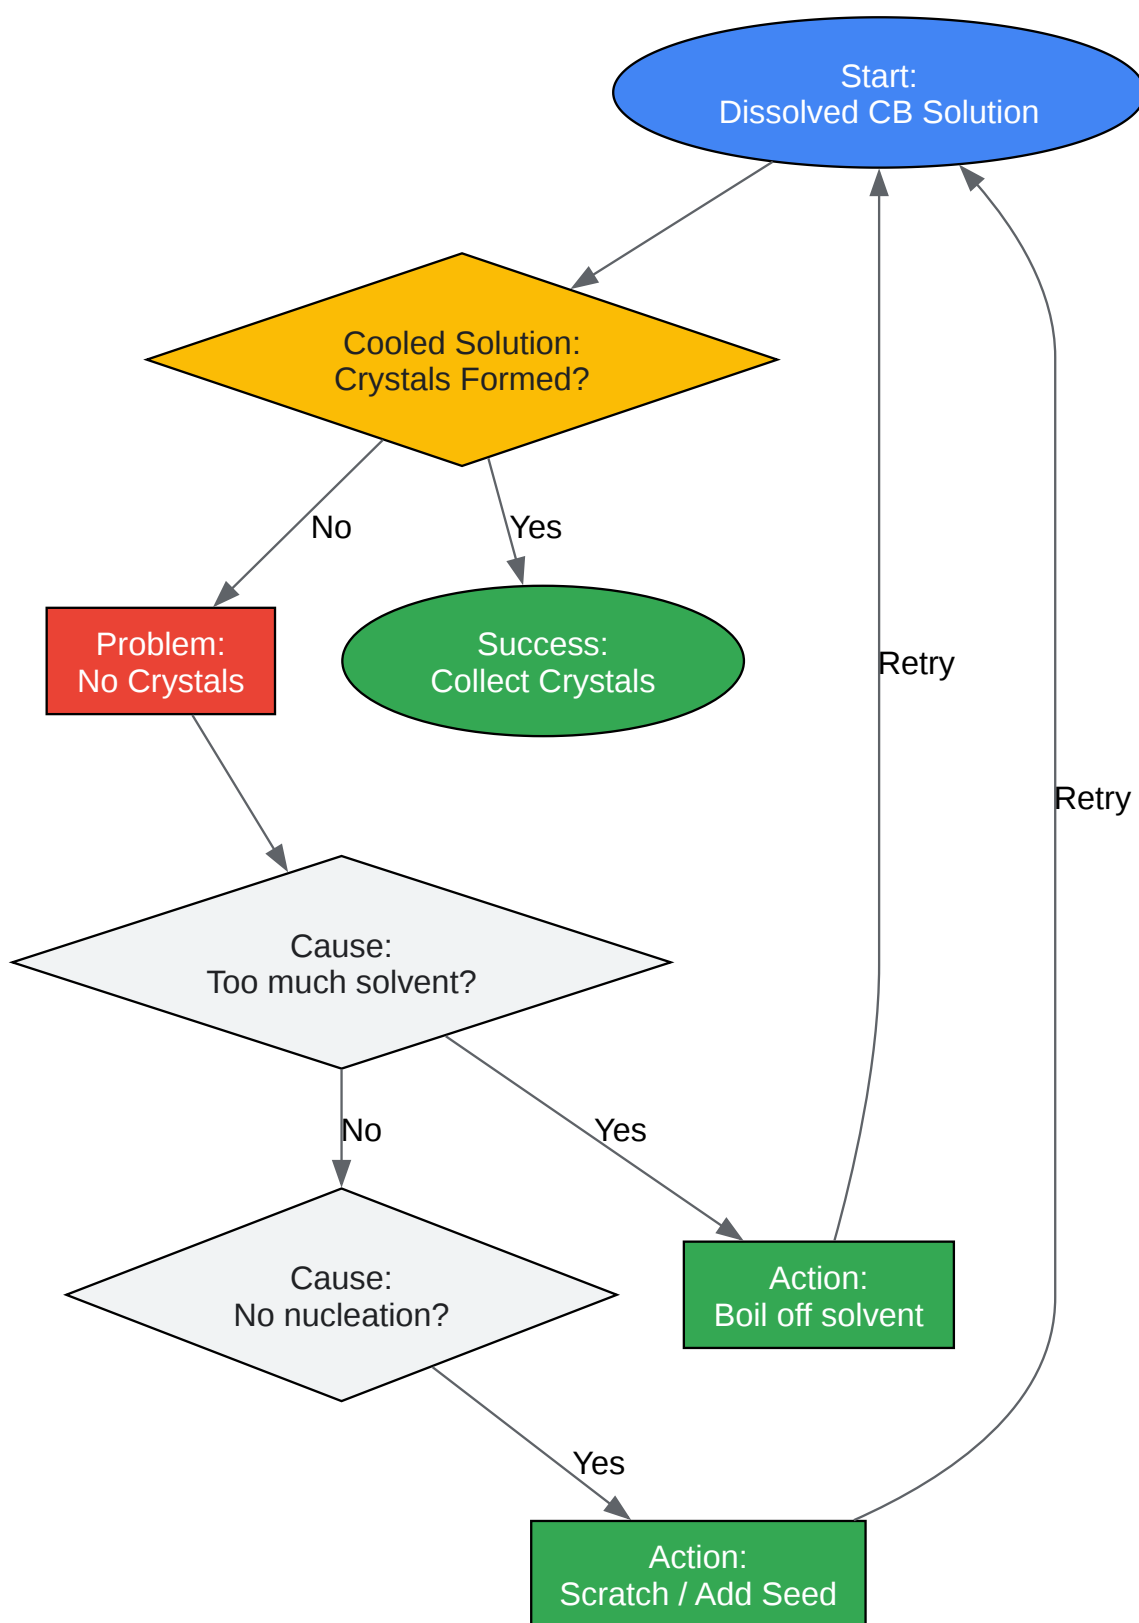 Start:
Dissolved CB Solution
Cooled Solution:
Crystals Formed?
No
Yes
Problem:
No Crystals
Success:
Collect Crystals
Retry
Retry
Cause:
Too much solvent?
No
Yes
Cause:
No nucleation?
Action:
Boil off solvent
Yes
Action:
Scratch / Add Seed